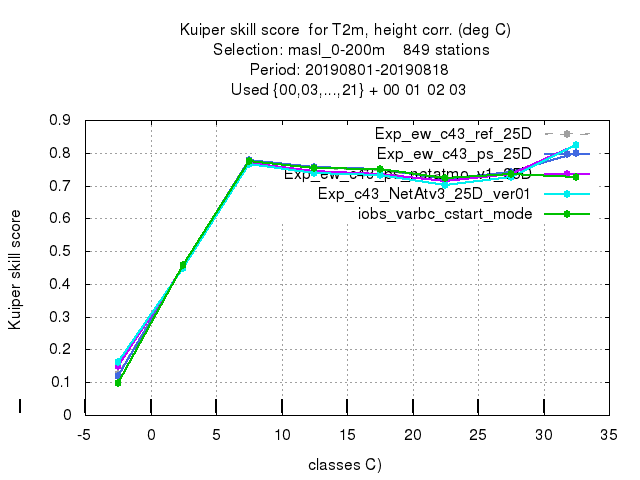 Kuiper skill score for T2m, height corr. (deg C)
Selection: masl_0-200m 849 stations
Period: 20190801-20190818
Used {00,03,...,21} + 00 01 02 03
0.9
0.8
0.7
0.6
0.5
0.4
0.3
0.2
0.1
0
Kuiper skill score
Exp_ew_c43_ref_25D
Exp_ew_c43_ps_25D
Exp_c43_NetAtv3_25D_ver01
iobs_varbc_cstart_mode
-5 0 5 10 15 20 25 30 35
classes C)